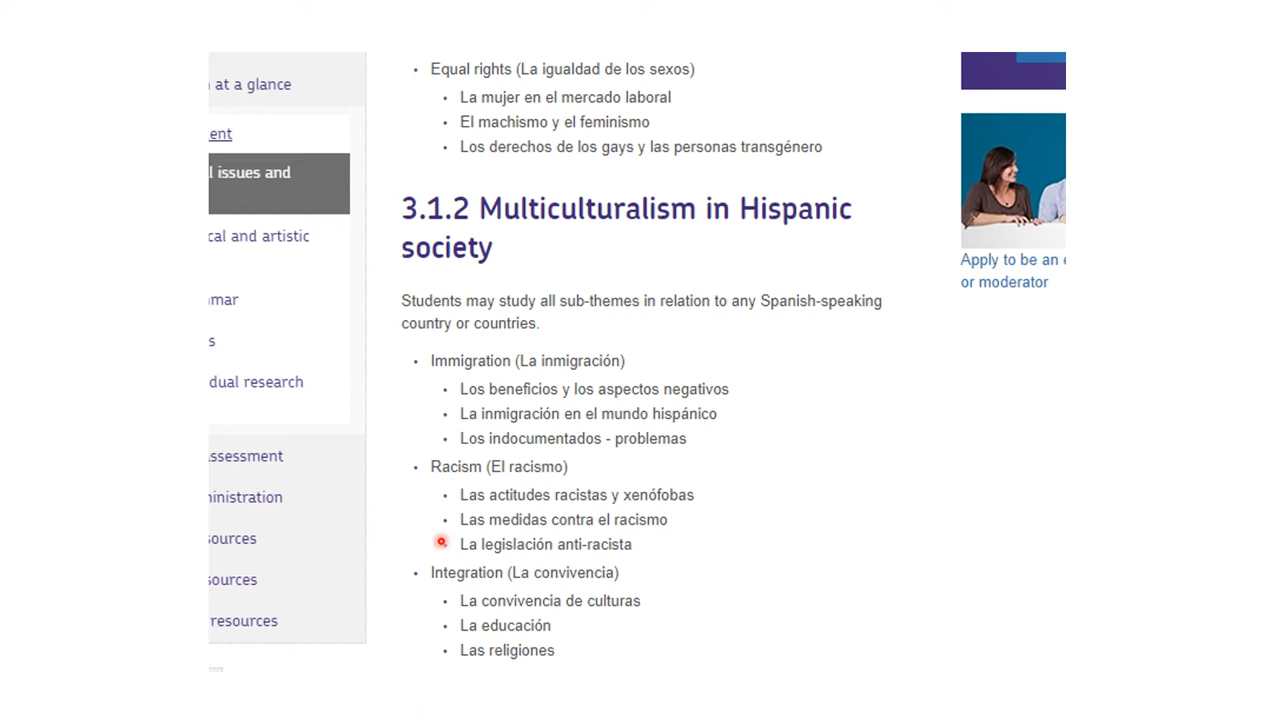 at a glance
ent
issues and
cal and artistic
mar
s
dual research
assessment
ministration
sources
sources
resources
• Equal rights (La igualdad de los sexos)
• La mujer en el mercado laboral
• El machismo y el feminismo
• Los derechos de los gays y las personas transgénero
3.1.2 Multiculturalism in Hispanic
society
Students may study all sub-themes in relation to any Spanish-speaking
country or countries.
• Immigration (La inmigración)
• Los beneficios y los aspectos negativos
• La inmigración en el mundo hispánico
• Los indocumentados - problemas
• Racism (El racismo)
• Las actitudes racistas y xenófobas
• Las medidas contra el racismo
La legislación anti-racista
• Integration (La convivencia)
• La convivencia de culturas
• La educación
• Las religiones
Apply to be an
or moderator